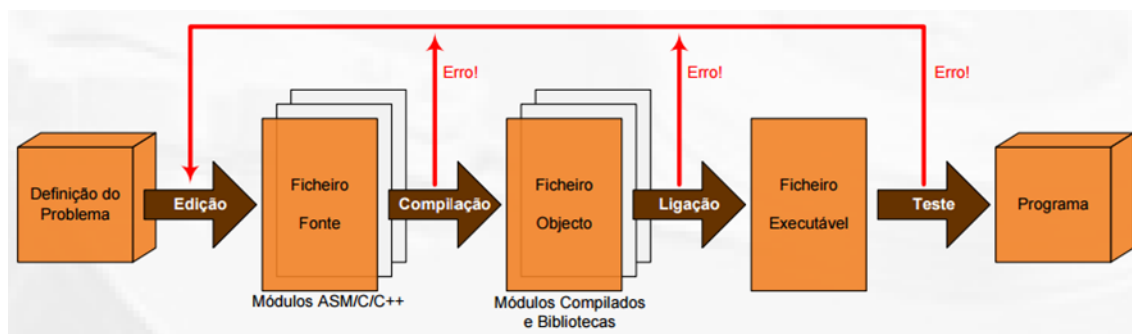 Erro!
Erro!
Erro!
Definição do
Problema
Edição
Ficheiro
Fonte
Compilação
Ficheiro
Objecto
Ligação
Ficheiro
Executável
Teste
Programa
Módulos ASM/C/C++
Módulos Compilados
e Bibliotecas